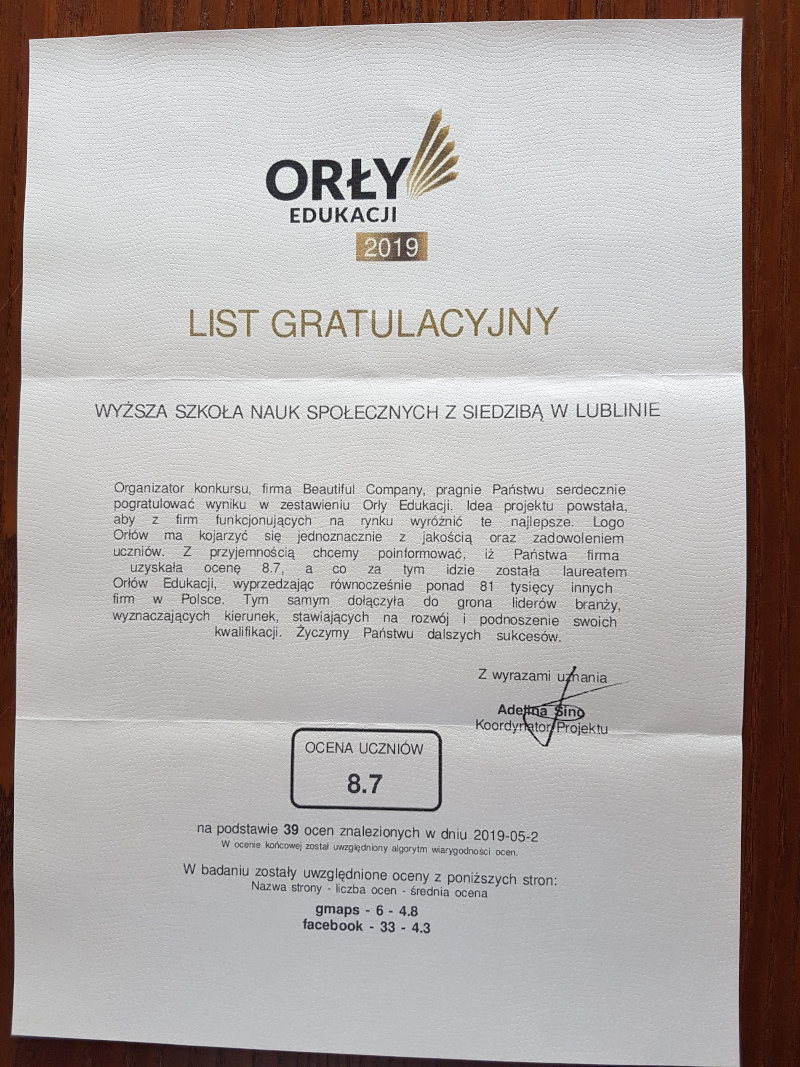 ORŁY
EDUKACJI
2019
LIST GRATULACYJNY
WYŻSZA SZKOŁA NAUK SPOŁECZNYCH Z SIEDZIBĄ W LUBLINIE
Organizator konkursu, firma Beautiful Company, pragnie Państwu serdecznie
pogratulować wyniku w zestawieniu Orły Edukacji. Idea projektu powstała,
aby z firm funkcjonujących na rynku wyróżnić te najlepsze. Logo
Orłów ma kojarzyć się jednoznacznie z jakością oraz zadowoleniem
uczniów. Z przyjemnością chcemy poinformować, iż Państwa firma
uzyskała ocenę 8.7, a co za tym idzie została laureatem
Orłów Edukacji, wyprzedzając równocześnie ponad 81 tysięcy innych
firm w Polsce. Tym samym dołączyła do grona liderów branży,
wyznaczających kierunek, stawiających na rozwój i podnoszenie swoich
kwalifikacji. Życzymy Państwu dalszych sukcesów.
Z wyrazami uznania
Adelina Sino
Koordynator Projektu
OCENA UCZNIÓW
8.7
na podstawie 39 ocen znalezionych w dniu 2019-05-2
W ocenie końcowej został uwzględniony algorytm wiarygodności ocen.
W badaniu zostały uwzględnione oceny z poniższych stron:
Nazwa strony - liczba ocen - średnia ocena
gmaps - 6 - 4.8
facebook - 33 - 4.3